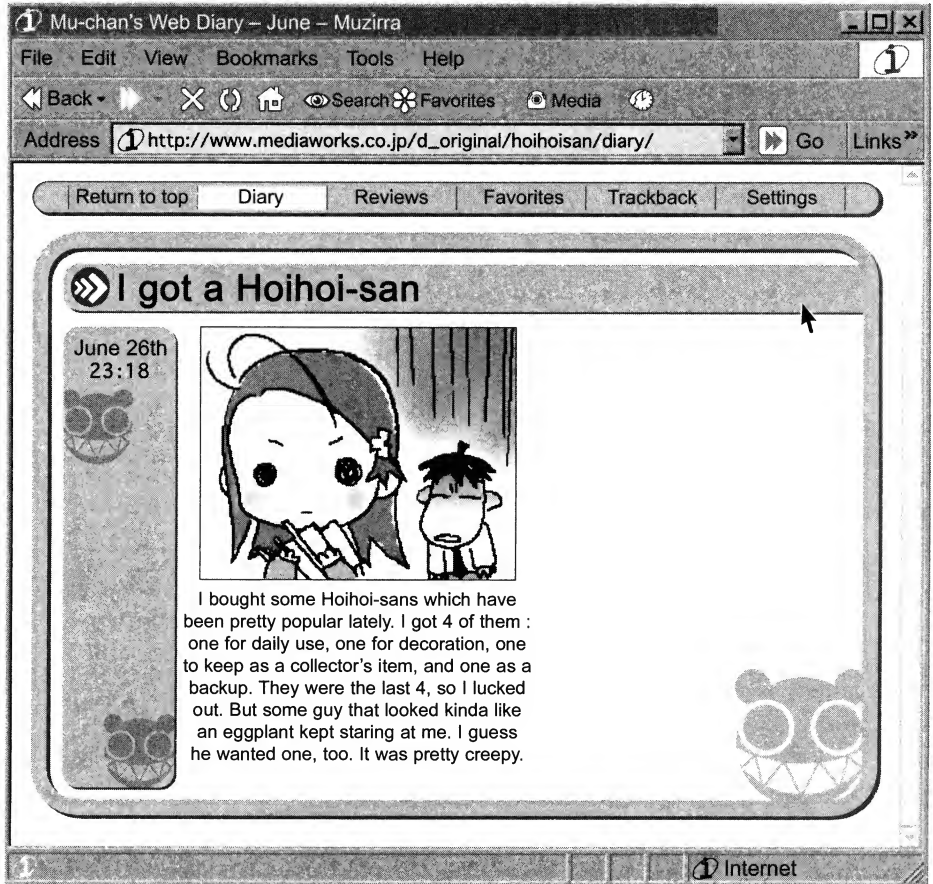 Mu-chan's Web Diary – June – Muzirra
File Edit View Bookmarks Tools Help
Back Search Favorites Media
Address http://www.mediaworks.co.jp/d_original/hoihoisan/diary/ Go Links
Return to top Diary Reviews Favorites Trackback Settings
I got a Hoihoi-san
June 26th
23:18
I bought some Hoihoi-sans which have
been pretty popular lately. I got 4 of them :
one for daily use, one for decoration, one
to keep as a collector's item, and one as a
backup. They were the last 4, so I lucked
out. But some guy that looked kinda like
an eggplant kept staring at me. I guess
he wanted one, too. It was pretty creepy.
Internet